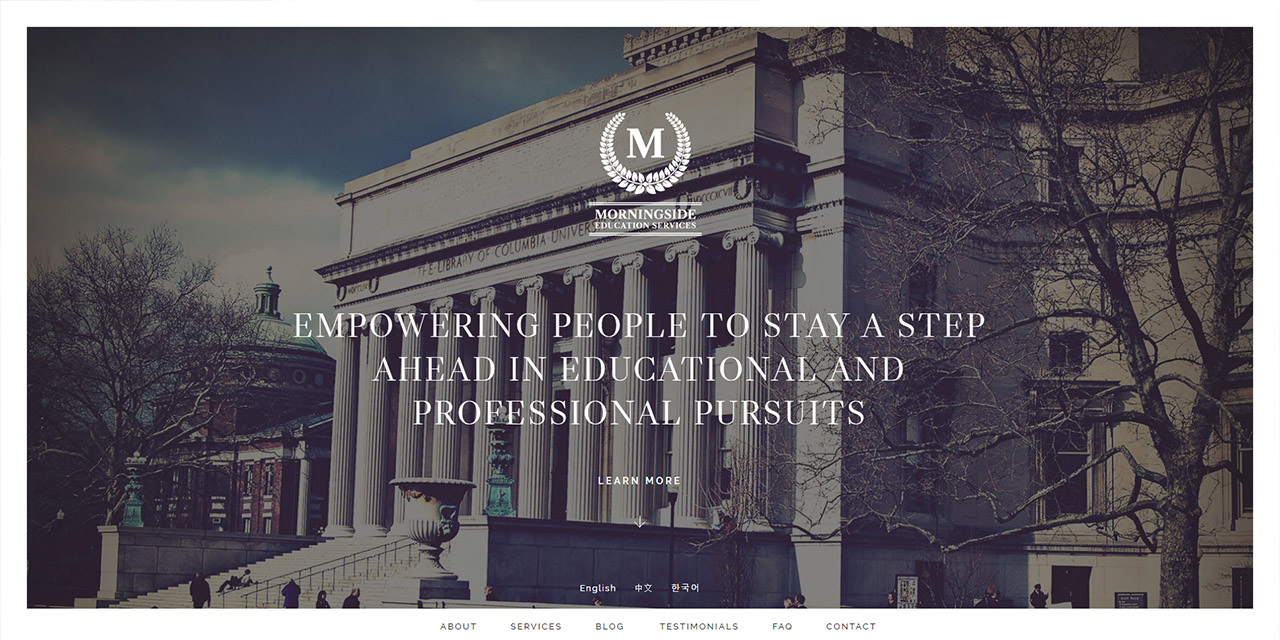 M
MORNINGSIDE
EDUCATION SERVICES
THE LIBRARY OF COLUMBIA
EMPOWERING PEOPLE TO STAY A STEP
AHEAD IN EDUCATIONAL AND
PROFESSIONAL PURSUITS
LEARN MORE
English 中文 한국어
ABOUT SERVICES BLOG TESTIMONIALS FAQ CONTACT